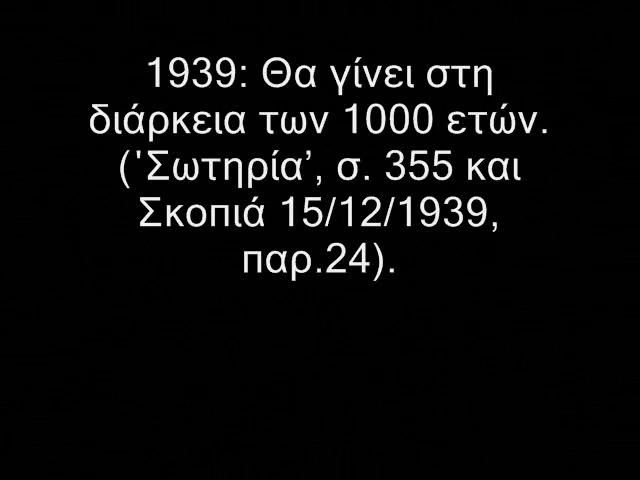 1939: Θα γίνει στη
διάρκεια των 1000 ετών.
('Σωτηρία’, σ. 355 και
Σκοπιά 15/12/1939,
παρ.24).